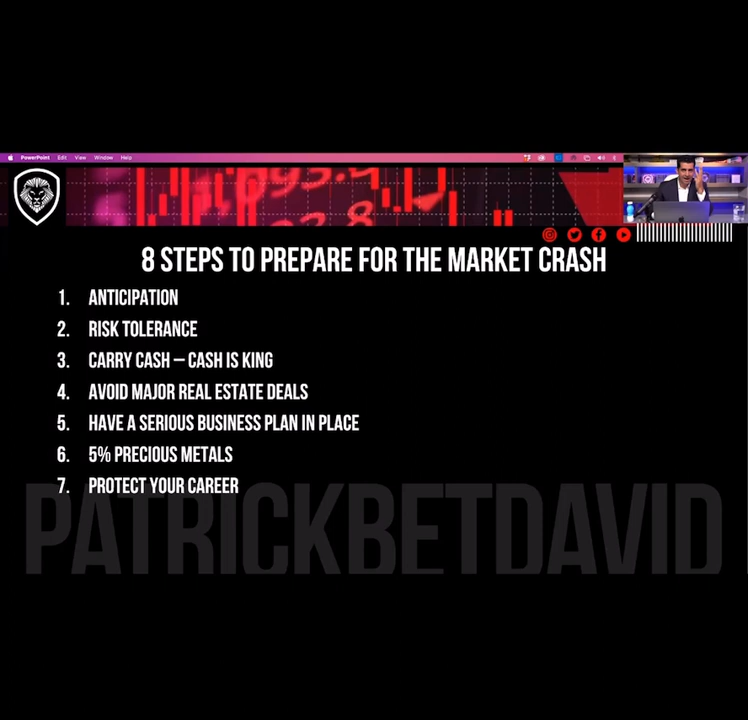 PowerPoint Edit View Window Help
8 STEPS TO PREPARE FOR THE MARKET CRASH
1. ANTICIPATION
2. RISK TOLERANCE
3. CARRY CASH – CASH IS KING
4. AVOID MAJOR REAL ESTATE DEALS
5. HAVE A SERIOUS BUSINESS PLAN IN PLACE
6. 5% PRECIOUS METALS
7. PROTECT YOUR CAREER
PATRICKBETDAVID